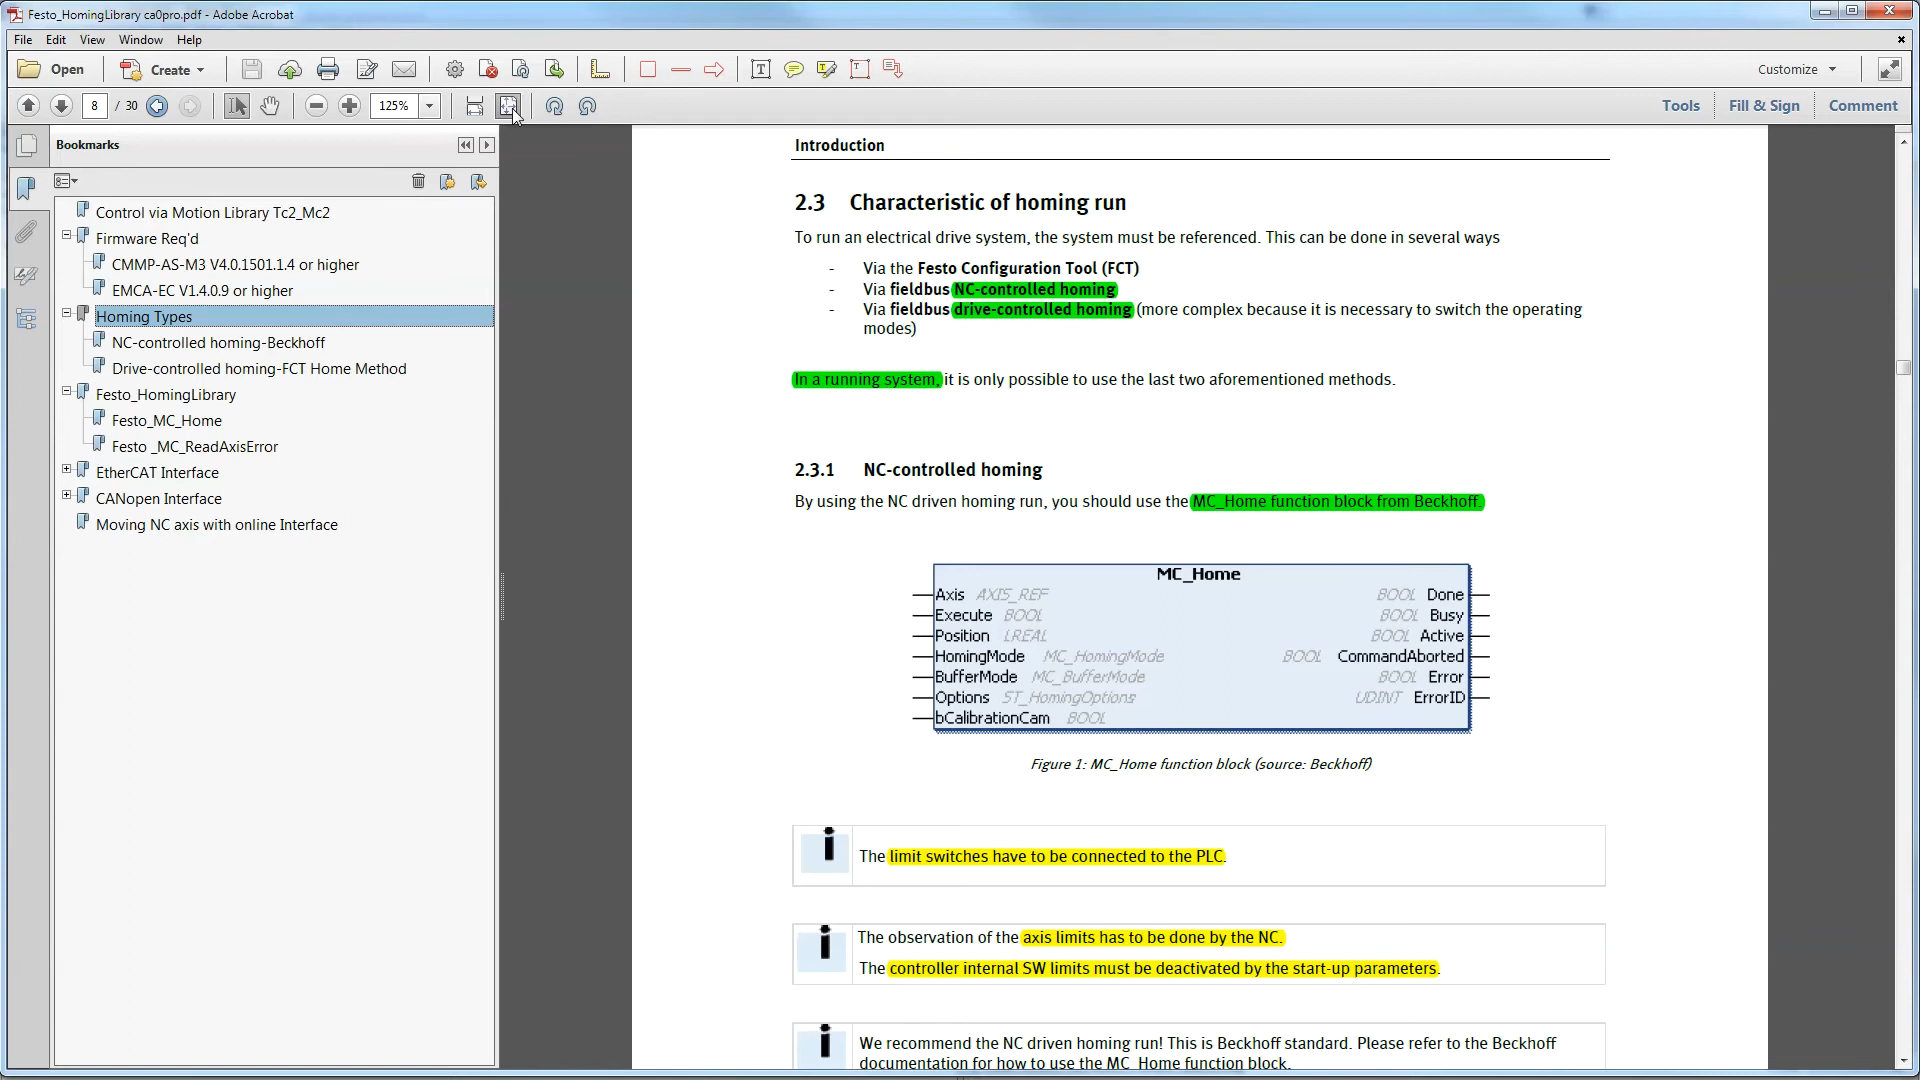 Festo_HomingLibrary ca0pro.pdf - Adobe Acrobat
File Edit View Window Help
Open Create Customize
8 / 30 125% Tools Fill & Sign Comment
Bookmarks
Control via Motion Library Tc2_Mc2
Firmware Req'd
CMMP-AS-M3 V4.0.1501.1.4 or higher
EMCA-EC V1.4.0.9 or higher
Homing Types
NC-controlled homing-Beckhoff
Drive-controlled homing-FCT Home Method
Festo_HomingLibrary
Festo_MC_Home
Festo _MC_ReadAxisError
EtherCAT Interface
CANopen Interface
Moving NC axis with online Interface
Introduction
2.3 Characteristic of homing run
To run an electrical drive system, the system must be referenced. This can be done in several ways
- Via the Festo Configuration Tool (FCT)
- Via fieldbus NC-controlled homing
- Via fieldbus drive-controlled homing (more complex because it is necessary to switch the operating
modes)
In a running system, it is only possible to use the last two aforementioned methods.
2.3.1 NC-controlled homing
By using the NC driven homing run, you should use the MC_Home function block from Beckhoff.
MC_Home
Axis AXIS_REF BOOL Done
Execute BOOL BOOL Busy
Position LREAL BOOL Active
HomingMode MC_HomingMode BOOL CommandAborted
BufferMode MC_BufferMode BOOL Error
Options ST_HomingOptions UDINT ErrorID
bCalibrationCam BOOL
Figure 1: MC_Home function block (source: Beckhoff)
i
The limit switches have to be connected to the PLC.
i
The observation of the axis limits has to be done by the NC.
The controller internal SW limits must be deactivated by the start-up parameters.
i
We recommend the NC driven homing run! This is Beckhoff standard. Please refer to the Beckhoff
documentation for how to use the MC_Home function block.